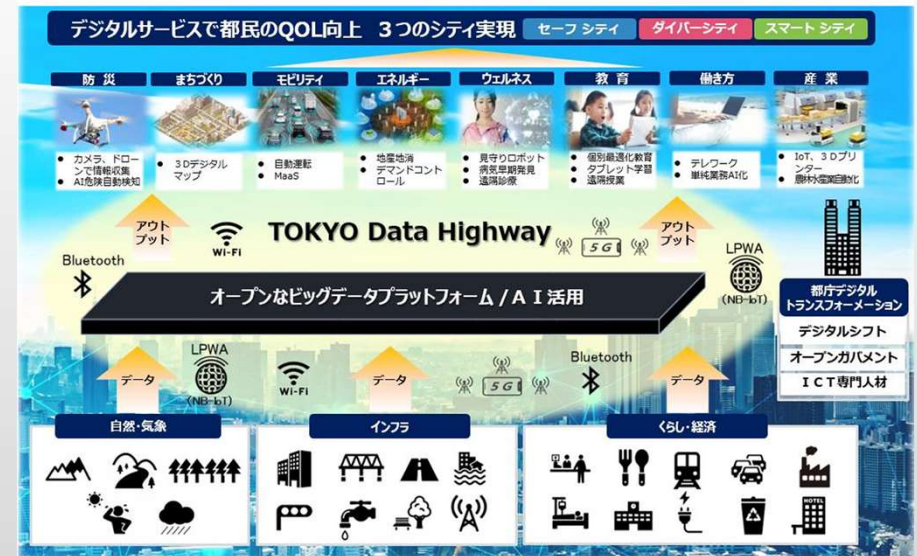 デジタルサービスで都民のQOL向上 3つのシティ実現 セーフ シティ ダイバーシティ スマート シティ
防 災
まちづくり
モビリティ
エネルギー
ウェルネス
教 育
働き方
産 業
• カメラ、ドロー
ンで情報収集
• AI危険自動検知
• 3Dデジタル
マップ
• 自動運転
• MaaS
• 地産地消
• デマンドコント
ロール
• 見守りロボット
• 病気早期発見
• 遠隔診療
• 個別最適化教育
• タブレット学習
• 遠隔授業
• テレワーク
• 単純業務AI化
• IoT、3Dプリ
ンター
• 農林水産業自動化
アウト
プット
Wi-Fi
TOKYO Data Highway
5G
アウト
プット
Bluetooth
LPWA
(NB-IoT)
オープンなビッグデータプラットフォーム/AI活用
都庁デジタル
トランスフォーメーション
デジタルシフト
オープンガバメント
ICT専門人材
データ
LPWA
(NB-IoT)
Wi-Fi
データ
5G
Bluetooth
データ
自然・気象
インフラ
くらし・経済
HOTEL